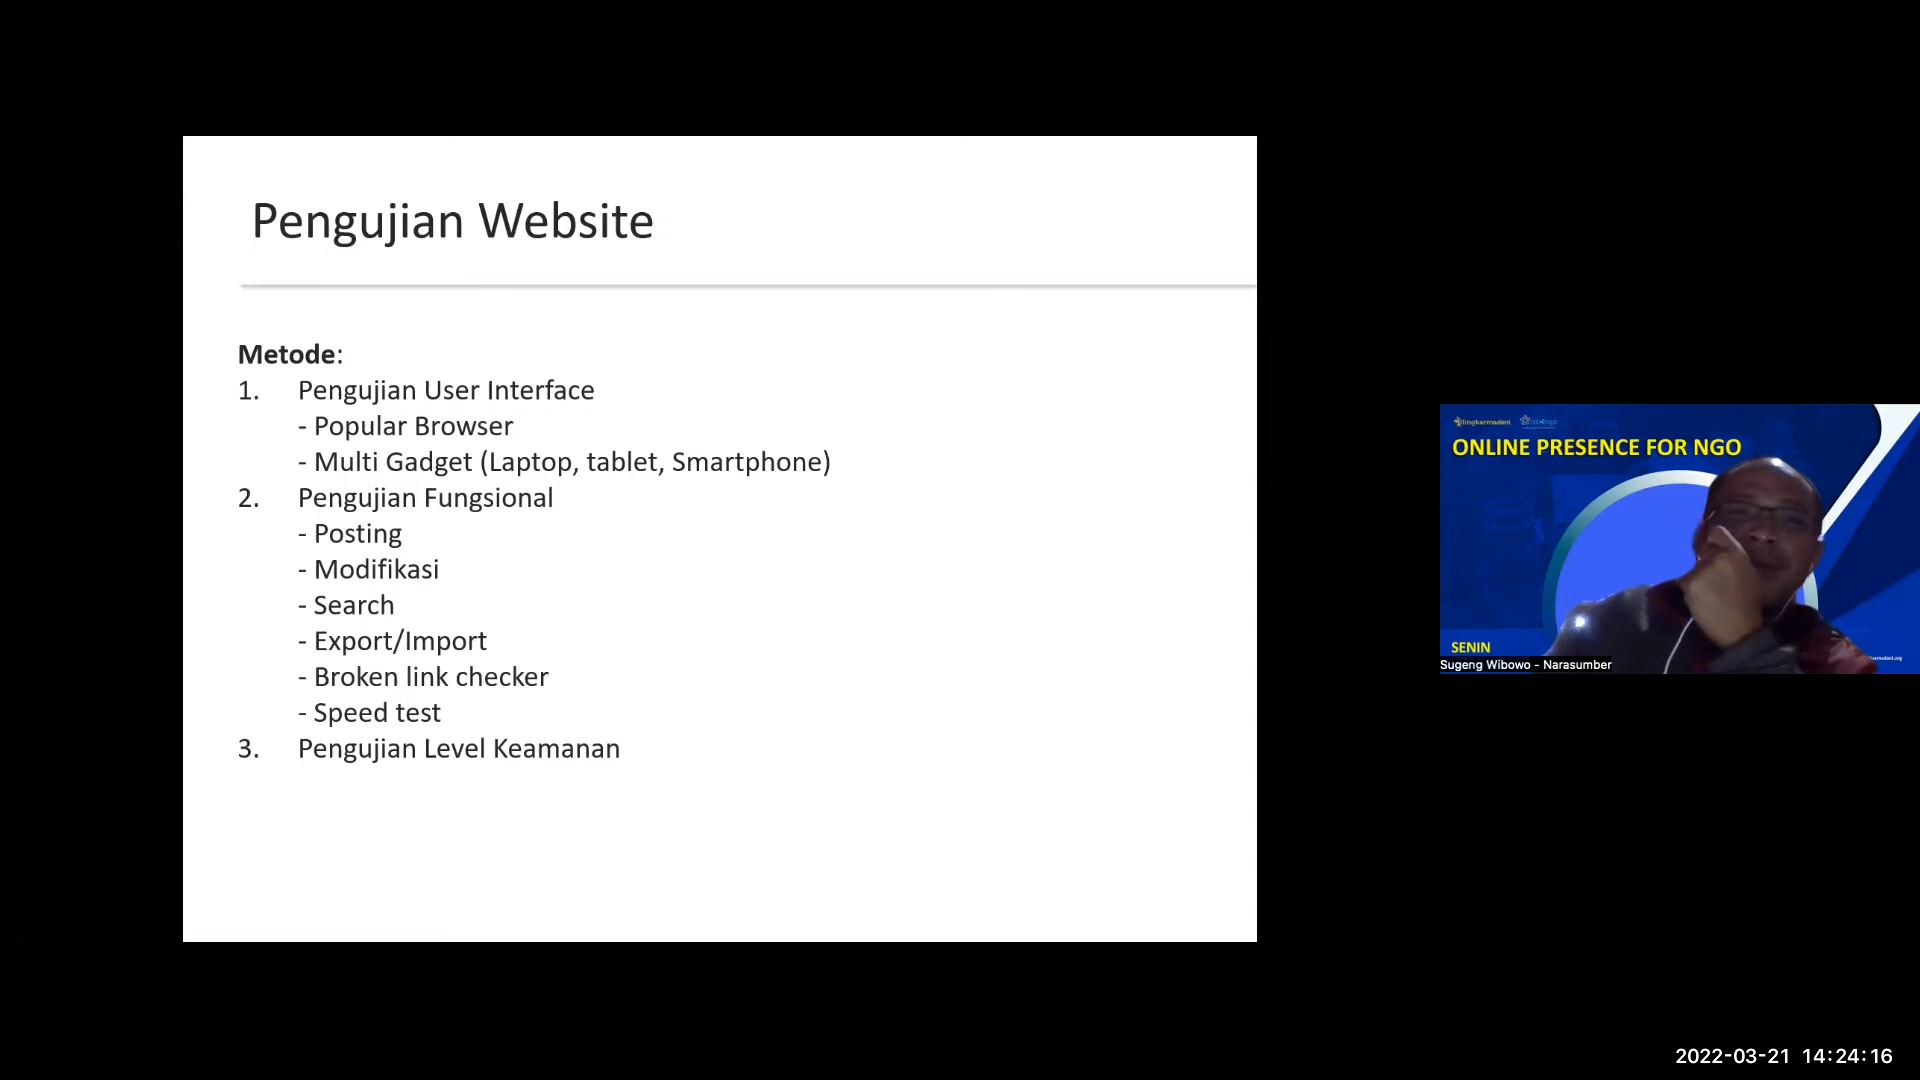 Pengujian Website
Metode:
1. Pengujian User Interface
- Popular Browser
- Multi Gadget (Laptop, tablet, Smartphone)
2. Pengujian Fungsional
- Posting
- Modifikasi
- Search
- Export/Import
- Broken link checker
- Speed test
3. Pengujian Level Keamanan
lingkarmadani
ONLINE PRESENCE FOR NGO
SENIN
Sugeng Wibowo - Narasumber
2022-03-21 14:24:16